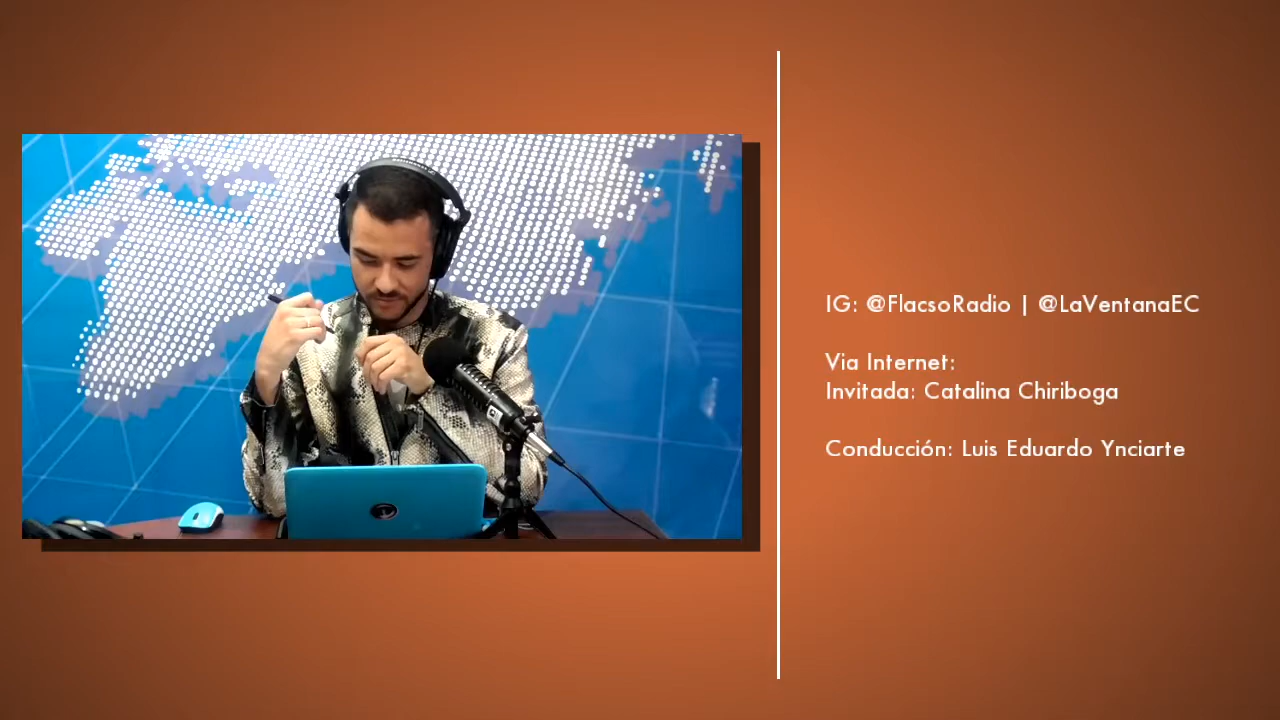 IG: @FlacsoRadio | @LaVentanaEC
Via Internet:
Invitada: Catalina Chiriboga
Conducción: Luis Eduardo Ynciarte